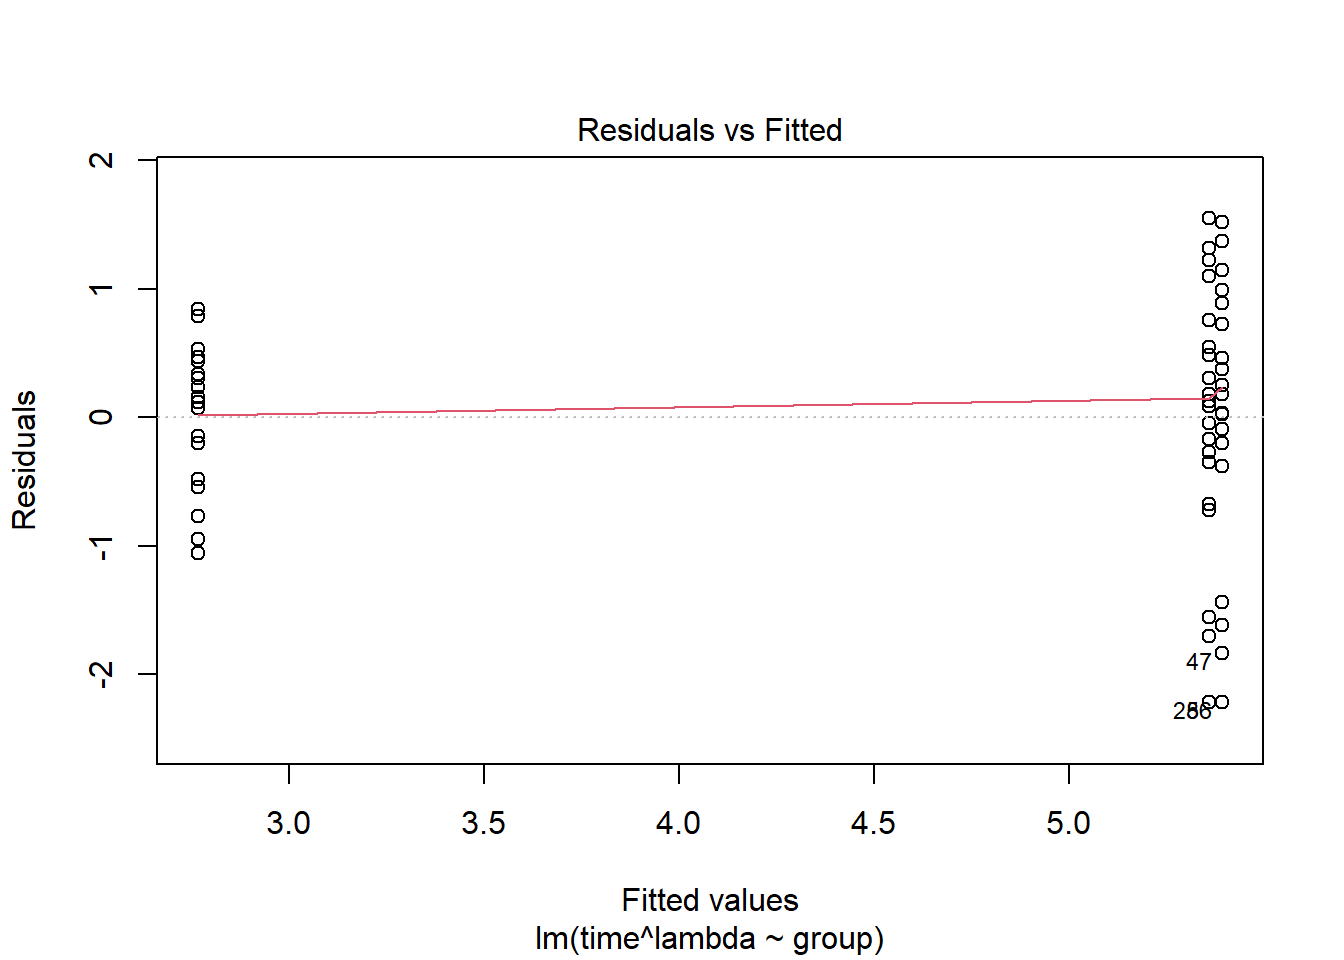 Residuals vs Fitted
Residuals
2
1
0
-1
-2
47
3.0 3.5 4.0 4.5 5.0
Fitted values
lm(time^lambda ~ group)